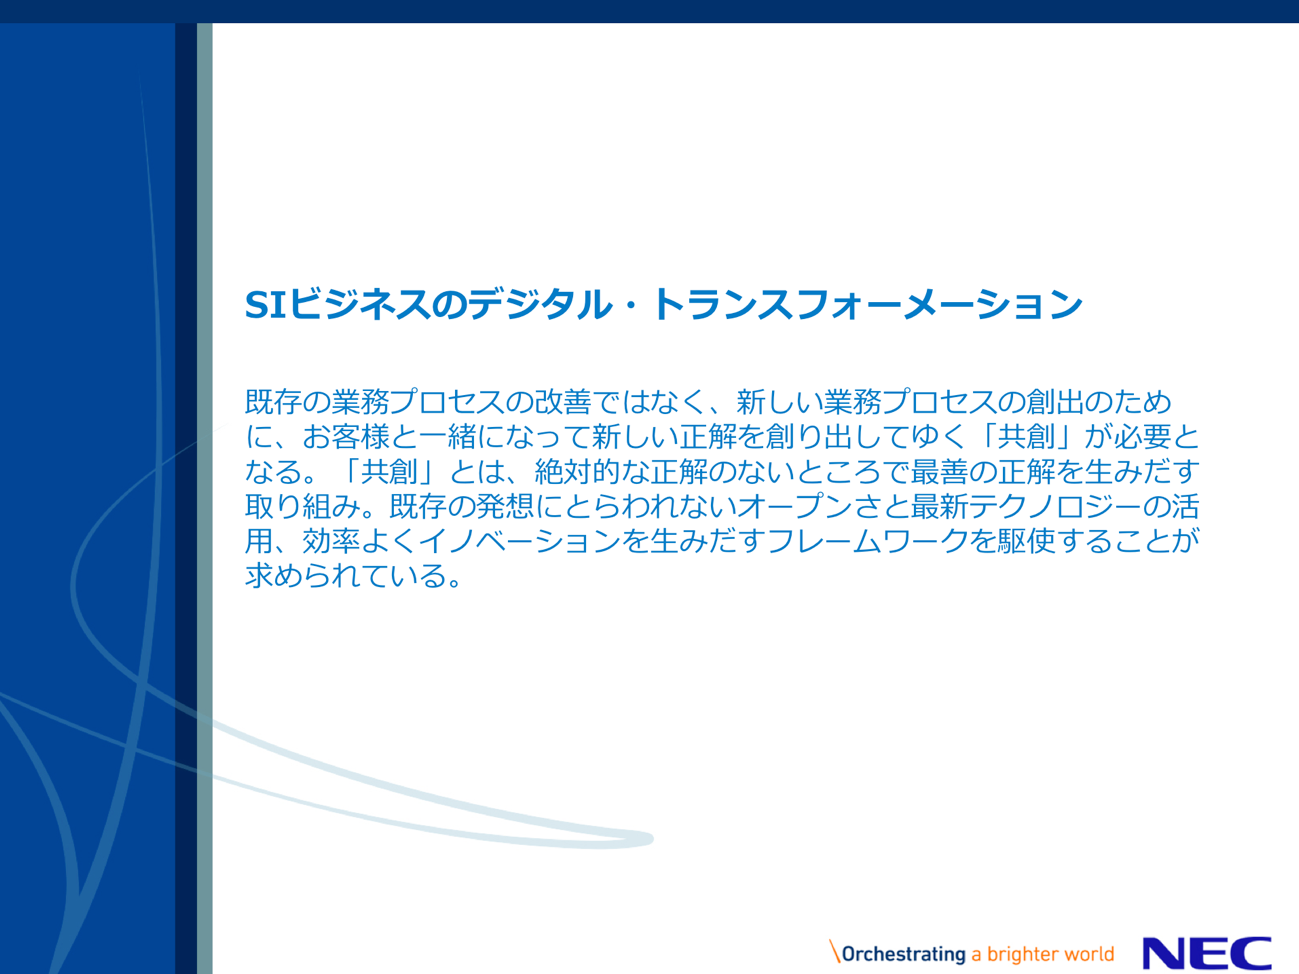 SIビジネスのデジタル・トランスフォーメーション
既存の業務プロセスの改善ではなく、新しい業務プロセスの創出のため
に、お客様と一緒になって新しい正解を創り出してゆく「共創」が必要と
なる。「共創」とは、絶対的な正解のないところで最善の正解を生みだす
取り組み。既存の発想にとらわれないオープンさと最新テクノロジーの活
用、効率よくイノベーションを生みだすフレームワークを駆使することが
求められている。
\Orchestrating a brighter world
NEC